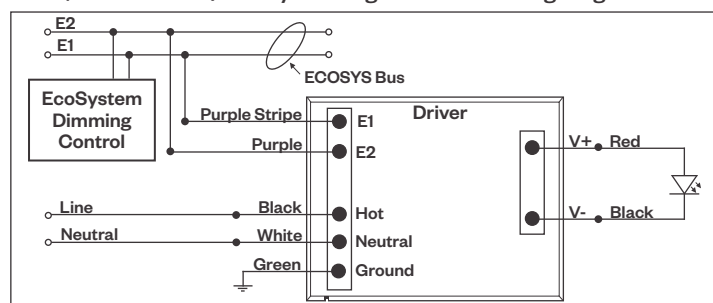 E2
E1
ECOSYS Bus
EcoSystem
Dimming
Control
Driver
Purple Stripe
E1
V+
Red
Purple
E2
Line
Black
Hot
V-
Black
Neutral
White
Neutral
Green
Ground